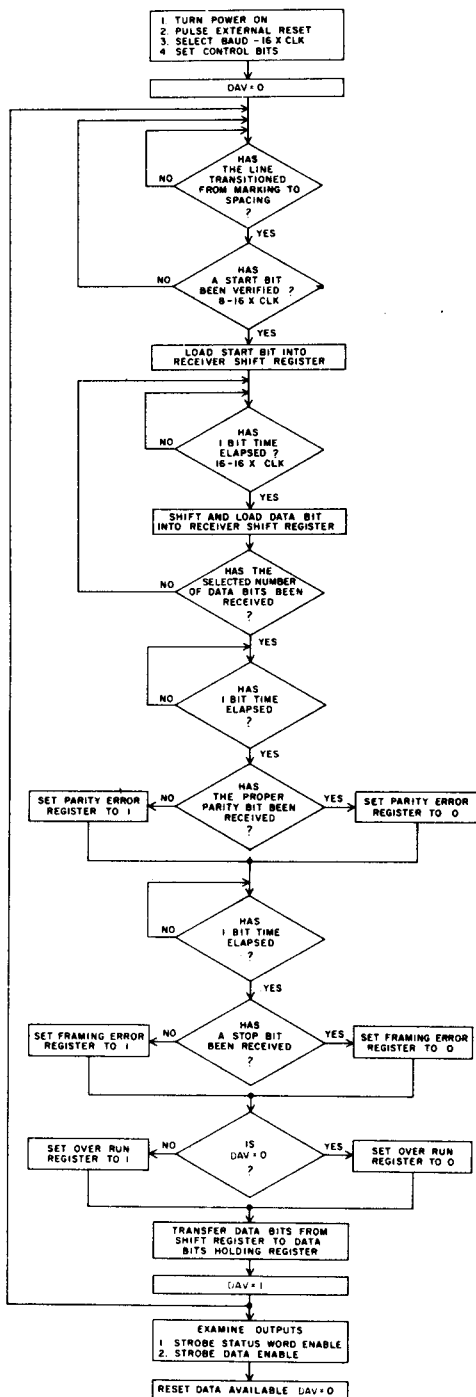 1. TURN POWER ON
2. PULSE EXTERNAL RESET
3. SELECT BAUD -16 X CLK
4 SET CONTROL BITS
DAV=0
HAS
THE LINE
TRANSITIONED
FROM MARKING TO
SPACING
?
NO
YES
HAS
A START BIT
BEEN VERIFIED ?
8-16 X CLK
NO
YES
LOAD START BIT INTO
RECEIVER SHIFT REGISTER
HAS
1 BIT TIME
ELAPSED ?
16-16 X CLK
NO
YES
SHIFT AND LOAD DATA BIT
INTO RECEIVER SHIFT REGISTER
HAS THE
SELECTED NUMBER
OF DATA BITS BEEN
RECEIVED
?
NO
YES
HAS
1 BIT TIME
ELAPSED
?
NO
YES
HAS
THE PROPER
PARITY BIT BEEN
RECEIVED
?
NO
YES
SET PARITY ERROR
REGISTER TO 1
SET PARITY ERROR
REGISTER TO 0
HAS
1 BIT TIME
ELAPSED
?
NO
YES
HAS
A STOP BIT
BEEN RECEIVED
?
NO
YES
SET FRAMING ERROR
REGISTER TO 1
SET FRAMING ERROR
REGISTER TO 0
IS
DAV=0
?
NO
YES
SET OVER RUN
REGISTER TO 1
SET OVER RUN
REGISTER TO 0
TRANSFER DATA BITS FROM
SHIFT REGISTER TO DATA
BITS HOLDING REGISTER
DAV=1
EXAMINE OUTPUTS
1. STROBE STATUS WORD ENABLE
2. STROBE DATA ENABLE
RESET DATA AVAILABLE DAV=0